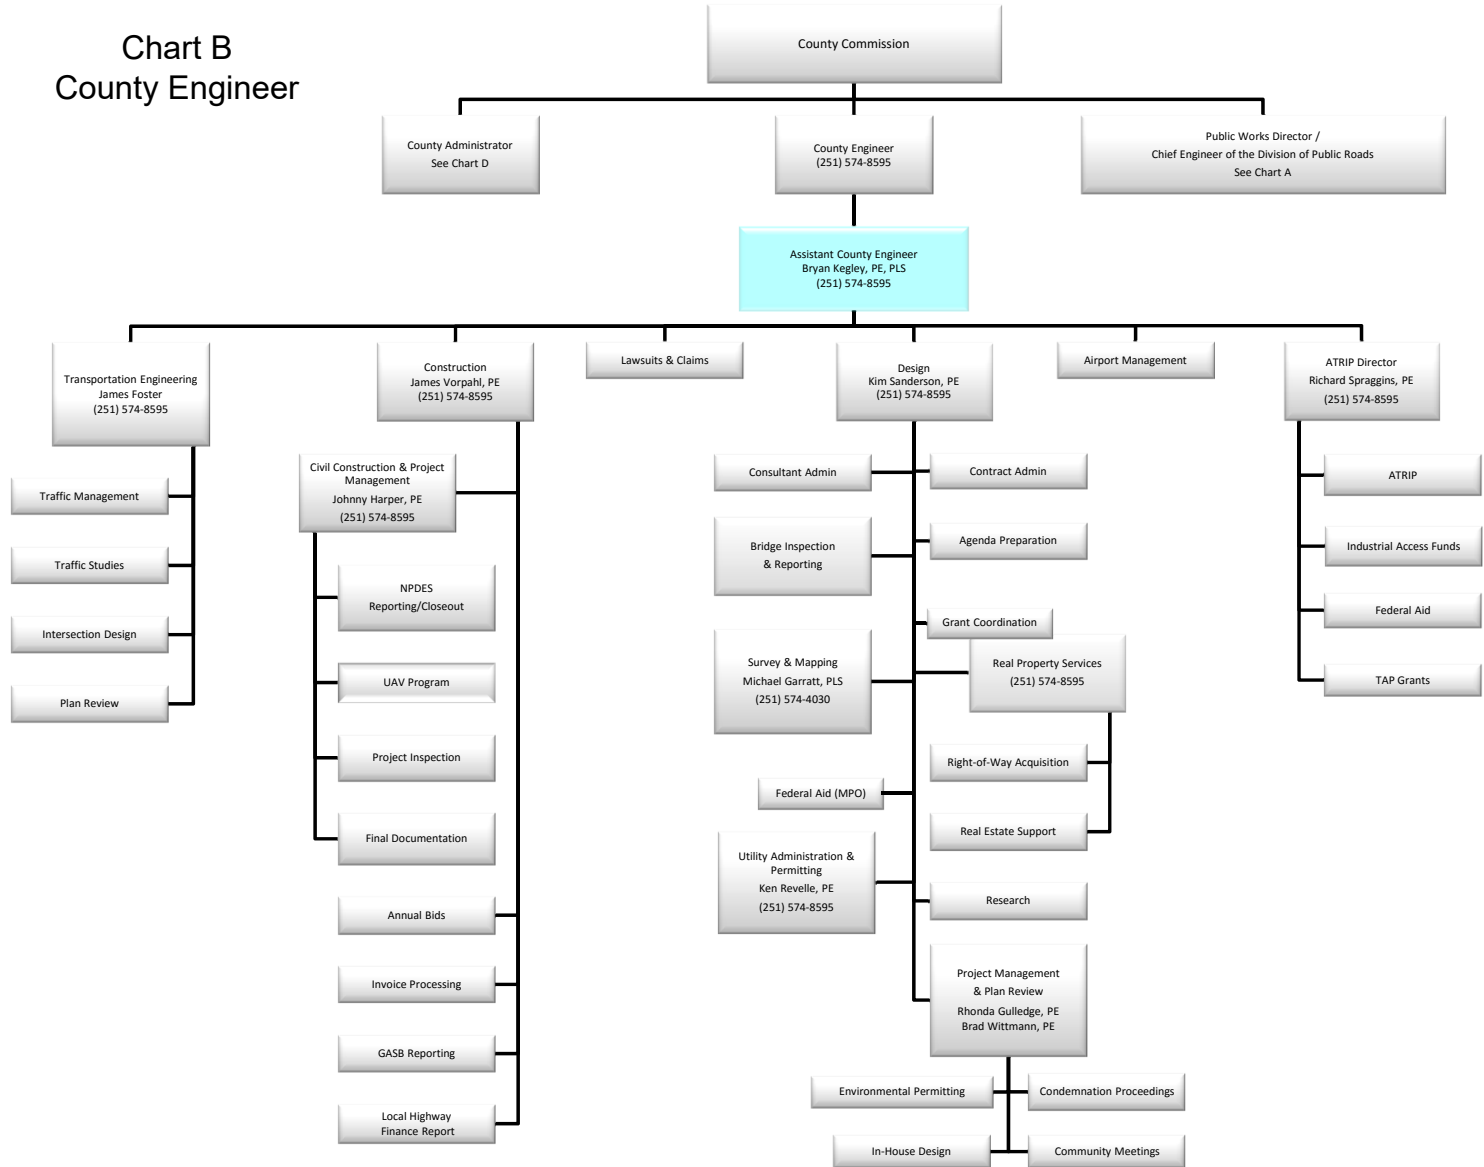 Chart B
County Engineer
County Commission
County Administrator
See Chart D
County Engineer
(251) 574-8595
Public Works Director /
Chief Engineer of the Division of Public Roads
See Chart A
Assistant County Engineer
Bryan Kegley, PE, PLS
(251) 574-8595
Transportation Engineering
James Foster
(251) 574-8595
Construction
James Vorpahl, PE
(251) 574-8595
Lawsuits & Claims
Design
Kim Sanderson, PE
(251) 574-8595
Airport Management
ATRIP Director
Richard Spraggins, PE
(251) 574-8595
Traffic Management
Traffic Studies
Intersection Design
Plan Review
Civil Construction & Project
Management
Johnny Harper, PE
(251) 574-8595
NPDES
Reporting/Closeout
UAV Program
Project Inspection
Final Documentation
Annual Bids
Invoice Processing
GASB Reporting
Local Highway
Finance Report
Consultant Admin
Contract Admin
Bridge Inspection
& Reporting
Agenda Preparation
Grant Coordination
Survey & Mapping
Michael Garratt, PLS
(251) 574-4030
Real Property Services
(251) 574-8595
Right-of-Way Acquisition
Federal Aid (MPO)
Real Estate Support
Utility Administration &
Permitting
Ken Revelle, PE
(251) 574-8595
Research
Project Management
& Plan Review
Rhonda Gulledge, PE
Brad Wittmann, PE
Environmental Permitting
Condemnation Proceedings
In-House Design
Community Meetings
ATRIP
Industrial Access Funds
Federal Aid
TAP Grants